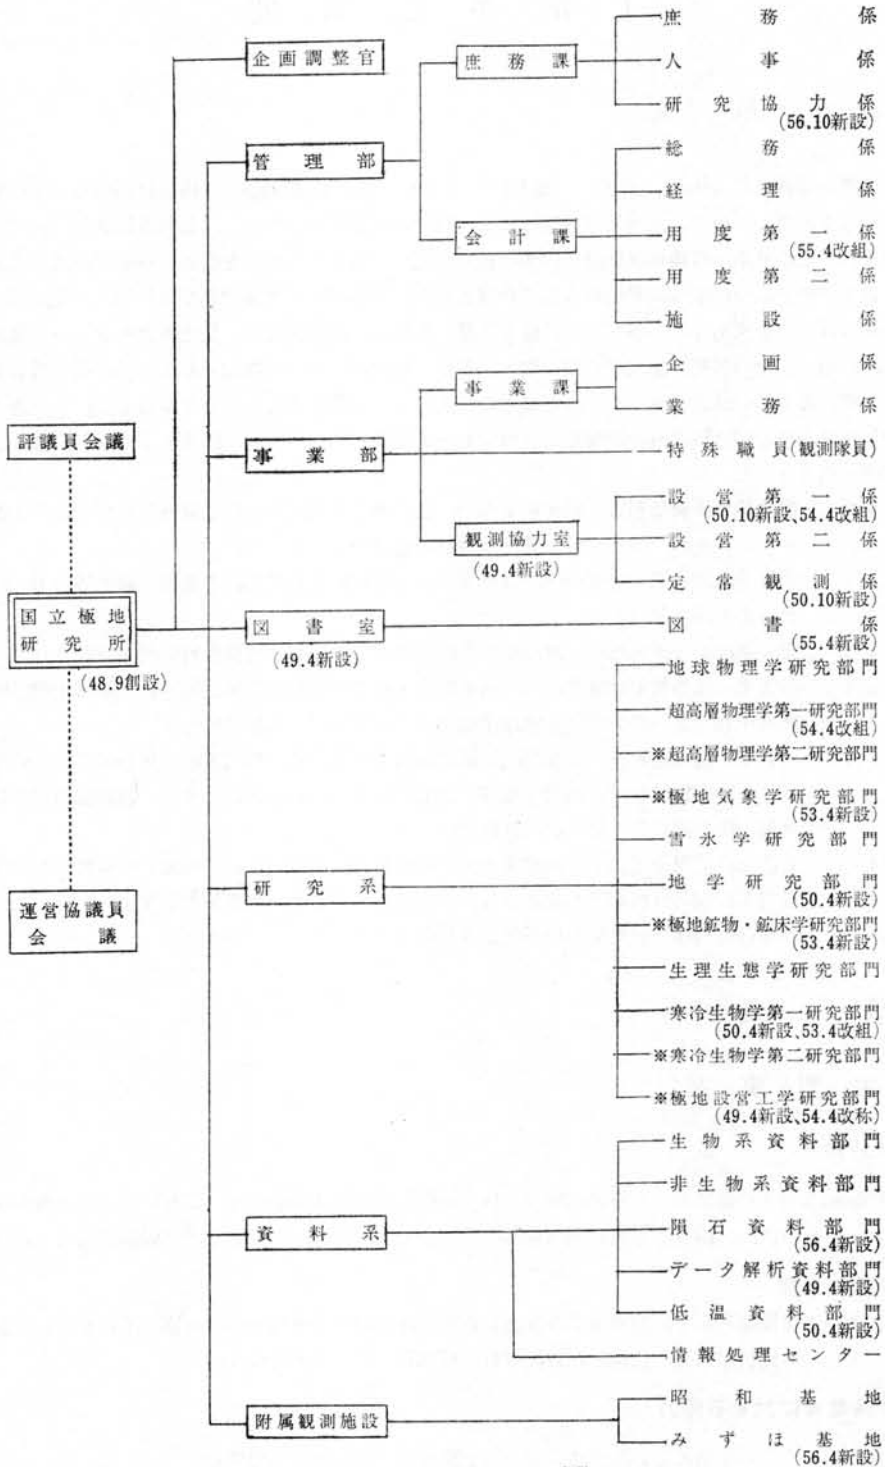 庶務係
企画調整官
庶務課
人事係
研究協力係
(56.10新設)
管理部
総務係
経理係
会計課
用度第一係
(55.4改組)
用度第二係
施設係
企画係
事業課
業務係
評議員会議
事業部
特殊職員(観測隊員)
設営第一係
(50.10新設、54.4改組)
観測協力室
設営第二係
(49.4新設)
定常観測係
(50.10新設)
国立極地
研究所
(48.9創設)
図書室
(49.4新設)
図書係
(55.4新設)
地球物理学研究部門
超高層物理学第一研究部門
(54.4改組)
※超高層物理学第二研究部門
※極地気象学研究部門
(53.4新設)
雪氷学研究部門
研究系
地学研究部門
(50.4新設)
運営協議員
会議
※極地鉱物・鉱床学研究部門
(53.4新設)
生理生態学研究部門
寒冷生物学第一研究部門
(50.4新設、53.4改組)
※寒冷生物学第二研究部門
※極地設営工学研究部門
(49.4新設、54.4改称)
生物系資料部門
非生物系資料部門
資料系
隕石資料部門
(56.4新設)
データ解析資料部門
(49.4新設)
低温資料部門
(50.4新設)
情報処理センター
昭和基地
附属観測施設
みずほ基地
(56.4新設)